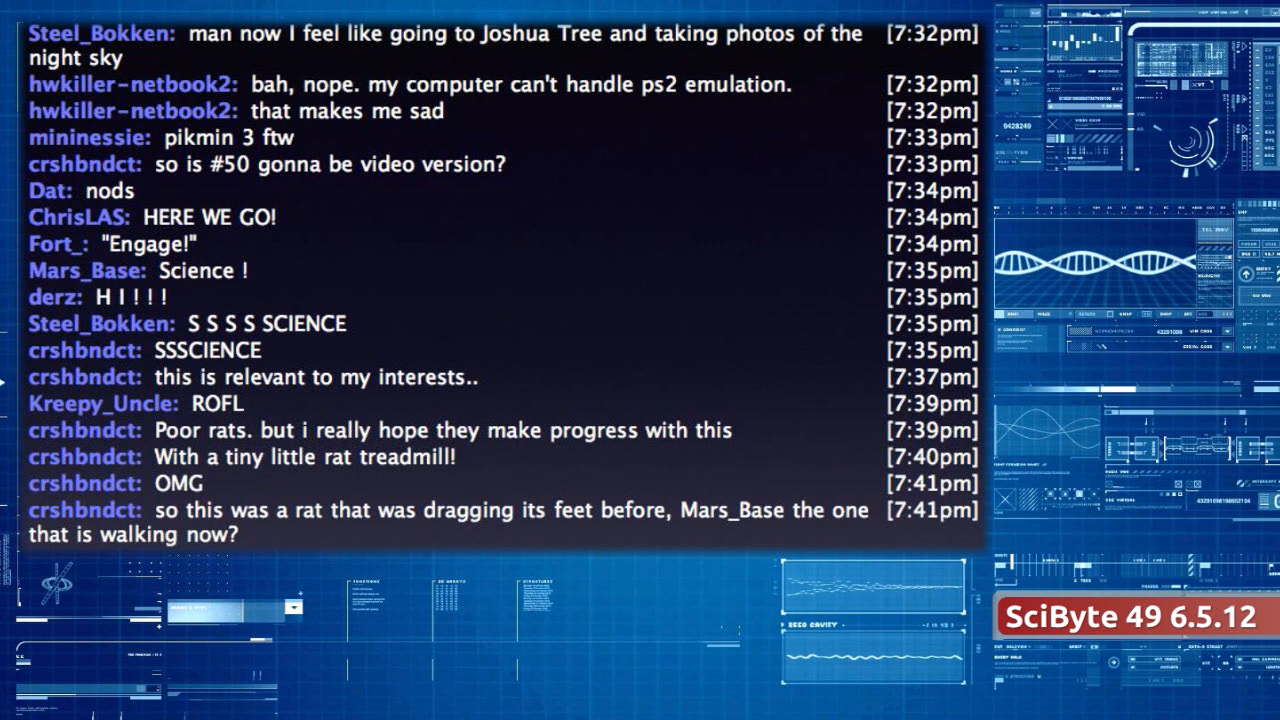 Steel_Bokken: man now I feel like going to Joshua Tree and taking photos of the [7:32pm]
night sky
hwkiller-netbook2: bah, nope. my computer can't handle ps2 emulation. [7:32pm]
hwkiller-netbook2: that makes me sad [7:32pm]
mininessie: pikmin 3 ftw [7:33pm]
crshbndct: so is #50 gonna be video version? [7:33pm]
Dat: nods [7:34pm]
ChrisLAS: HERE WE GO! [7:34pm]
Fort_: "Engage!" [7:34pm]
Mars_Base: Science ! [7:35pm]
derz: H I ! ! ! [7:35pm]
Steel_Bokken: S S S S SCIENCE [7:35pm]
crshbndct: SSSCIENCE [7:35pm]
crshbndct: this is relevant to my interests.. [7:37pm]
Kreepy_Uncle: ROFL [7:39pm]
crshbndct: Poor rats. but i really hope they make progress with this [7:39pm]
crshbndct: With a tiny little rat treadmill! [7:40pm]
crshbndct: OMG [7:41pm]
crshbndct: so this was a rat that was dragging its feet before, Mars_Base the one [7:41pm]
that is walking now?
SciByte 49 6.5.12
9428249
43291098